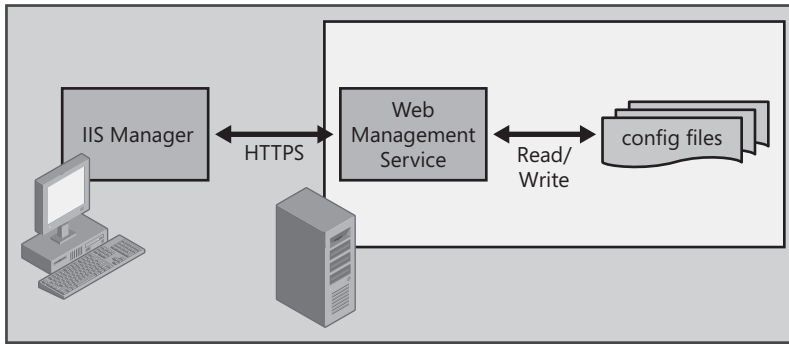 IIS Manager
HTTPS
Web
Management
Service
Read/
Write
config files